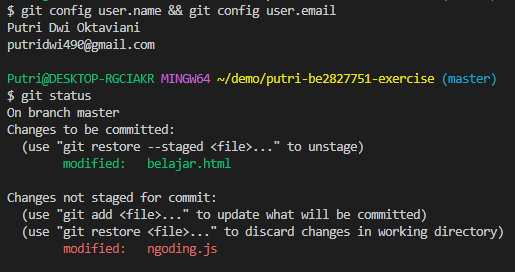 $ git config user.name && git config user.email
Putri Dwi Oktaviani
putridwi490@gmail.com
Putri@DESKTOP-RGCIAKR MINGW64 ~/demo/putri-be2827751-exercise (master)
$ git status
On branch master
Changes to be committed:
  (use "git restore --staged <file>..." to unstage)
        modified:   belajar.html
Changes not staged for commit:
  (use "git add <file>..." to update what will be committed)
  (use "git restore <file>..." to discard changes in working directory)
        modified:   ngoding.js